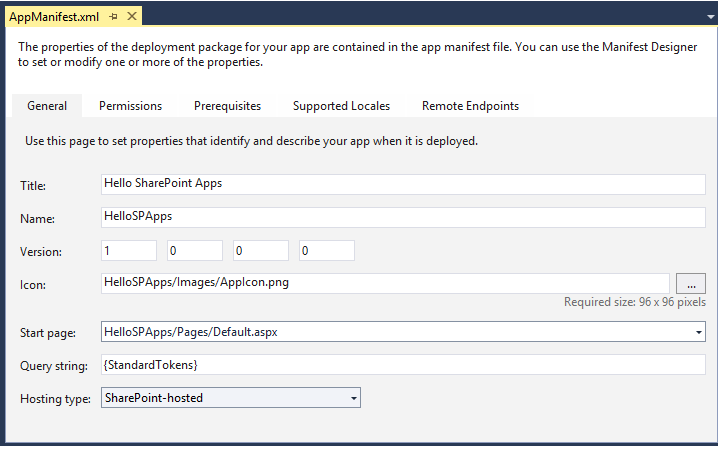 AppManifest.xml
The properties of the deployment package for your app are contained in the app manifest file. You can use the Manifest Designer
to set or modify one or more of the properties.
General Permissions Prerequisites Supported Locales Remote Endpoints
Use this page to set properties that identify and describe your app when it is deployed.
Title: Hello SharePoint Apps
Name: HelloSPApps
Version: 1 0 0 0
Icon: HelloSPApps/Images/AppIcon.png ...
Required size: 96 x 96 pixels
Start page: HelloSPApps/Pages/Default.aspx
Query string: {StandardTokens}
Hosting type: SharePoint-hosted